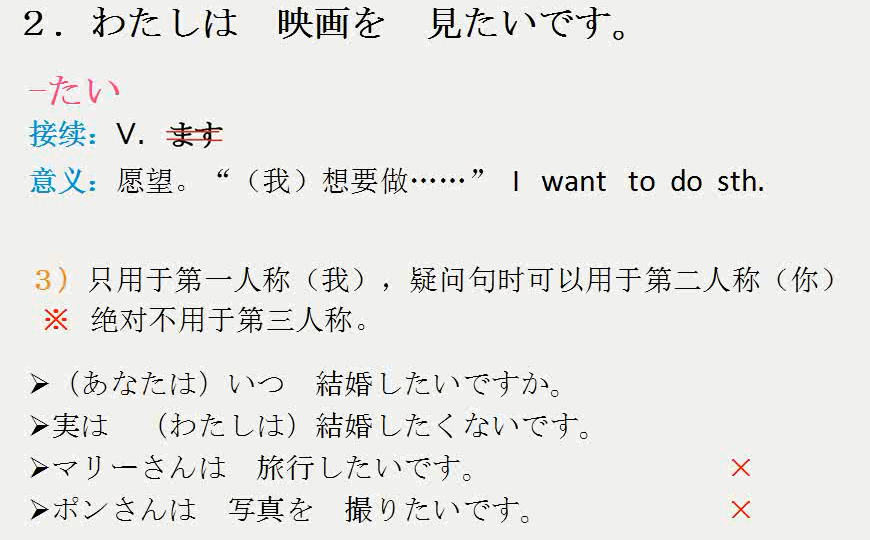 ２．わたしは　映画を　見たいです。
-たい
接续：V. ます
意义：愿望。“（我）想要做……” I want to do sth.
３）只用于第一人称（我），疑问句时可以用于第二人称（你）
※ 绝对不用于第三人称。
➢（あなたは）いつ　結婚したいですか。
➢実は　（わたしは）結婚したくないです。
➢マリーさんは　旅行したいです。 ×
➢ポンさんは　写真を　撮りたいです。 ×